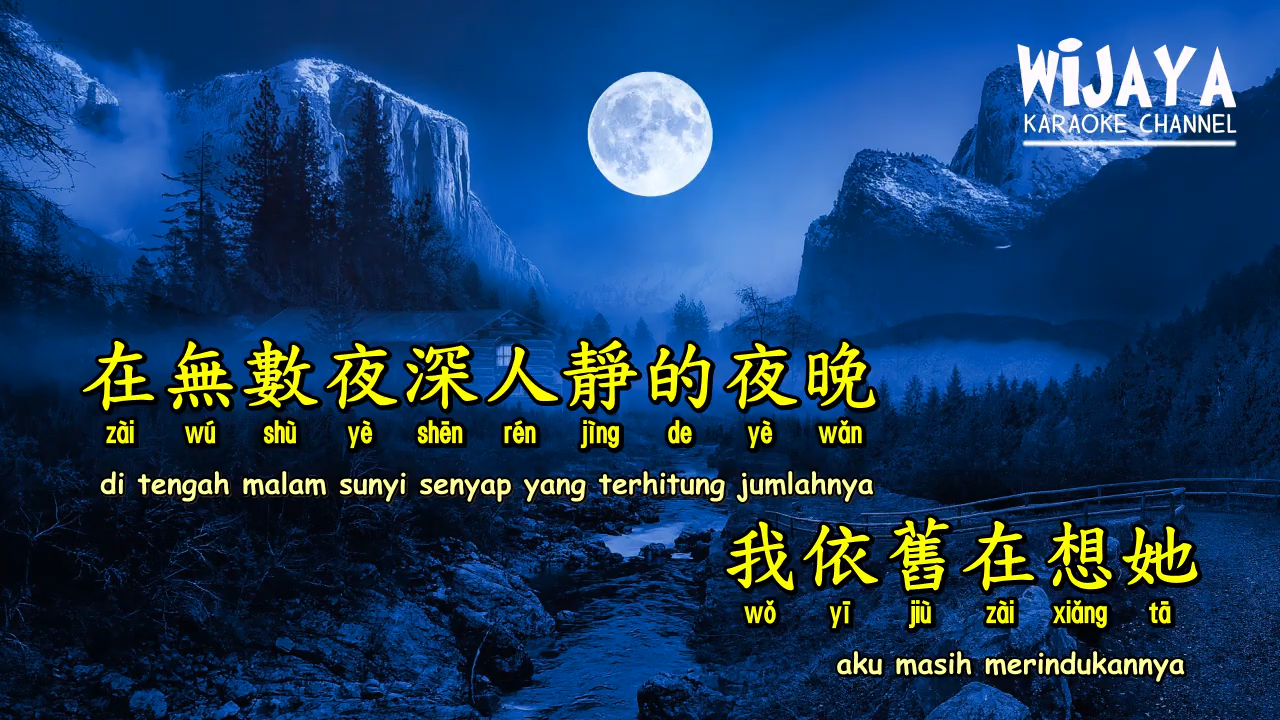 WIJAYA
KARAOKE CHANNEL
在無數夜深人靜的夜晚
zài wú shù yè shēn rén jìng de yè wǎn
di tengah malam sunyi senyap yang terhitung jumlahnya
我依舊在想她
wǒ yī jiù zài xiǎng tā
aku masih merindukannya